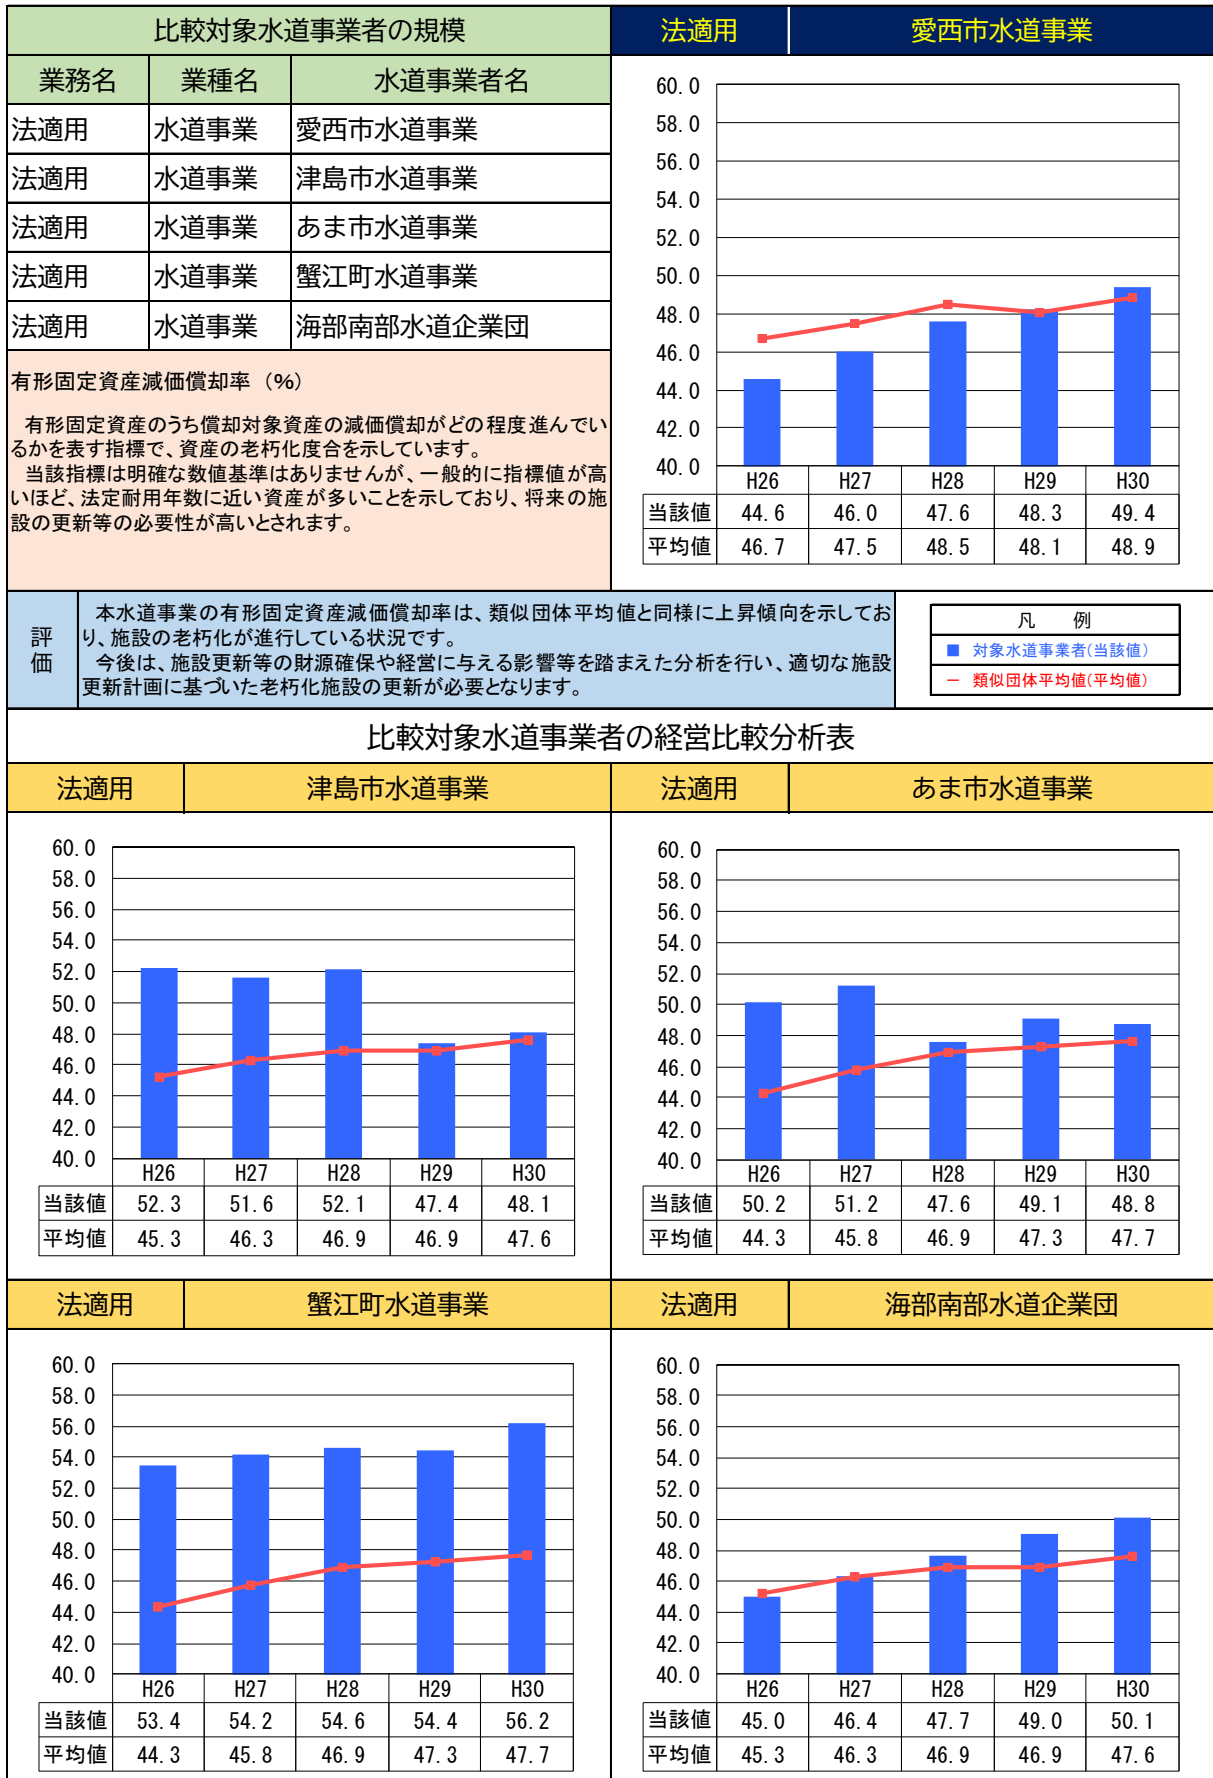 比較対象水道事業者の規模
業務名 業種名 水道事業者名
法適用 水道事業 愛西市水道事業
法適用 水道事業 津島市水道事業
法適用 水道事業 あま市水道事業
法適用 水道事業 蟹江町水道事業
法適用 水道事業 海部南部水道企業団
有形固定資産減価償却率（%）
有形固定資産のうち償却対象資産の減価償却がどの程度進んでい
るかを表す指標で、資産の老朽化度合を示しています。
当該指標は明確な数値基準はありませんが、一般的に指標値が高
いほど、法定耐用年数に近い資産が多いことを示しており、将来の施
設の更新等の必要性が高いとされます。
法適用 愛西市水道事業
60.0
58.0
56.0
54.0
52.0
50.0
48.0
46.0
44.0
42.0
40.0
H26 H27 H28 H29 H30
当該値 44.6 46.0 47.6 48.3 49.4
平均値 46.7 47.5 48.5 48.1 48.9
評価
本水道事業の有形固定資産減価償却率は、類似団体平均値と同様に上昇傾向を示してお
り、施設の老朽化が進行している状況です。
今後は、施設更新等の財源確保や経営に与える影響等を踏まえた分析を行い、適切な施設
更新計画に基づいた老朽化施設の更新が必要となります。
凡 例
■ 対象水道事業者(当該値)
― 類似団体平均値(平均値)
比較対象水道事業者の経営比較分析表
法適用 津島市水道事業
60.0
58.0
56.0
54.0
52.0
50.0
48.0
46.0
44.0
42.0
40.0
H26 H27 H28 H29 H30
当該値 52.3 51.6 52.1 47.4 48.1
平均値 45.3 46.3 46.9 46.9 47.6
法適用 あま市水道事業
60.0
58.0
56.0
54.0
52.0
50.0
48.0
46.0
44.0
42.0
40.0
H26 H27 H28 H29 H30
当該値 50.2 51.2 47.6 49.1 48.8
平均値 44.3 45.8 46.9 47.3 47.7
法適用 蟹江町水道事業
60.0
58.0
56.0
54.0
52.0
50.0
48.0
46.0
44.0
42.0
40.0
H26 H27 H28 H29 H30
当該値 53.4 54.2 54.6 54.4 56.2
平均値 44.3 45.8 46.9 47.3 47.7
法適用 海部南部水道企業団
60.0
58.0
56.0
54.0
52.0
50.0
48.0
46.0
44.0
42.0
40.0
H26 H27 H28 H29 H30
当該値 45.0 46.4 47.7 49.0 50.1
平均値 45.3 46.3 46.9 46.9 47.6